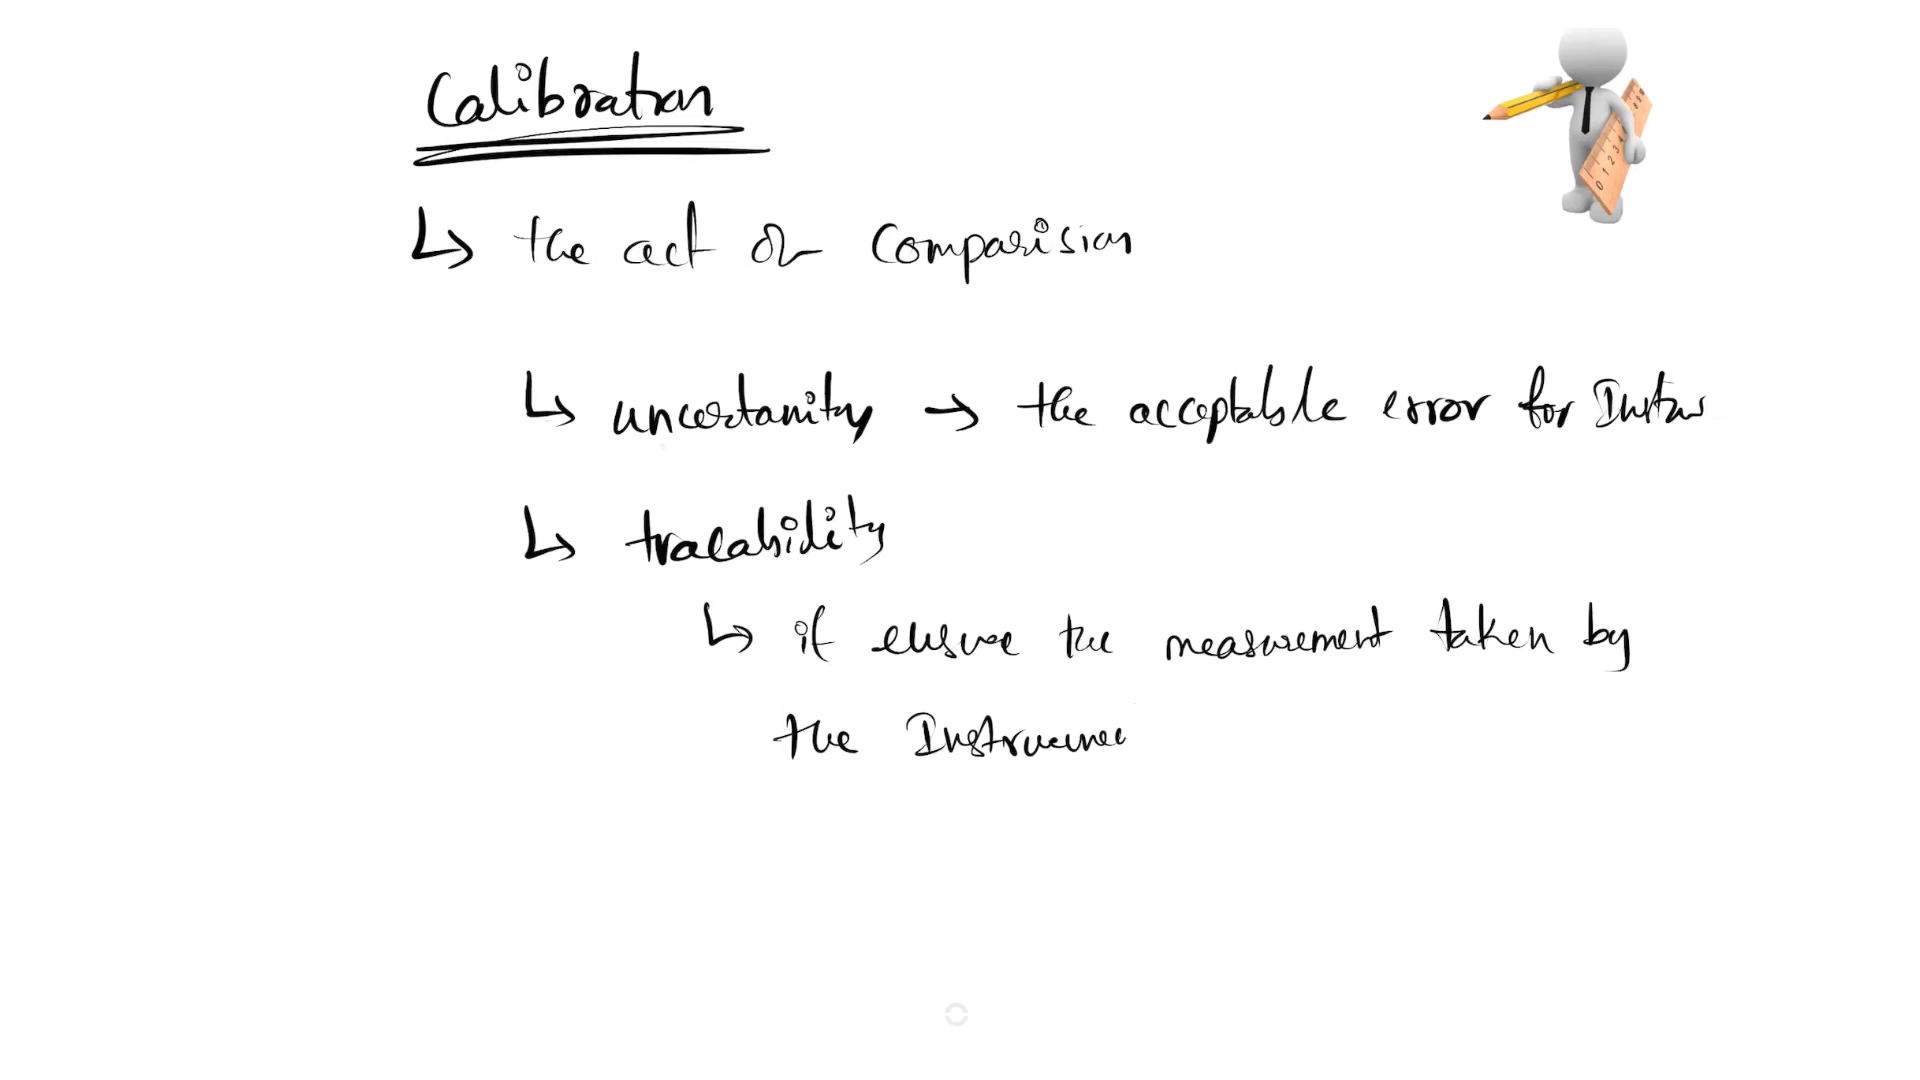 Calibration
↳ the act of Comparision
↳ uncertanity → the acceptable error for Instru
↳ tracability
↳ it ensure the measurement taken by
the Instrumen